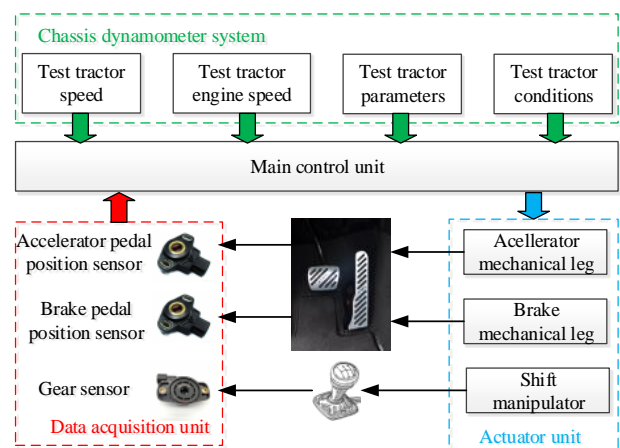 Chassis dynamometer system
Test tractor
speed
Test tractor
engine speed
Test tractor
parameters
Test tractor
conditions
Main control unit
Accelerator pedal
position sensor
Brake pedal
position sensor
Gear sensor
Data acquisition unit
Acellerator
mechanical leg
Brake
mechanical leg
Shift
manipulator
Actuator unit